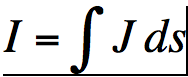 I = ∫ J ds